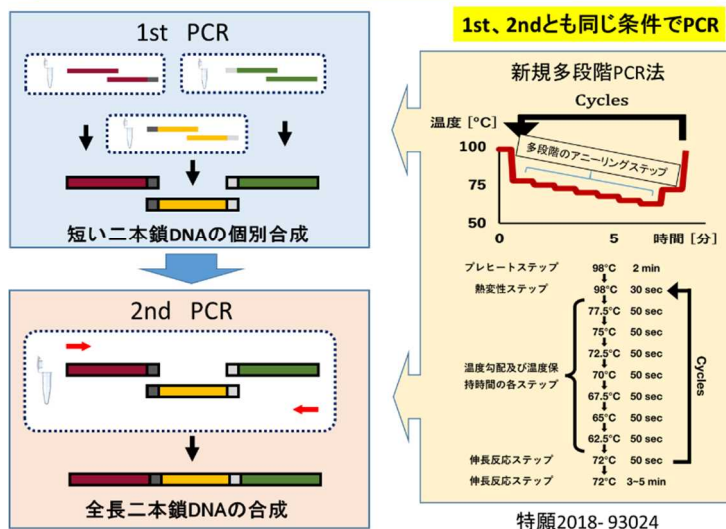 1st PCR
短い二本鎖DNAの個別合成
2nd PCR
全長二本鎖DNAの合成
1st、2ndとも同じ条件でPCR
新規多段階PCR法
Cycles
温度 [℃]
多段階のアニーリングステップ
100
75
50
0 5 時間 [分]
プレヒートステップ 98℃ 2 min
熱変性ステップ 98℃ 30 sec
77.5℃ 50 sec
75℃ 50 sec
72.5℃ 50 sec
温度勾配及び温度保 70℃ 50 sec
持時間の各ステップ 67.5℃ 50 sec
65℃ 50 sec
62.5℃ 50 sec
Cycles
伸長反応ステップ 72℃ 50 sec
伸長反応ステップ 72℃ 3~5 min
特願2018- 93024